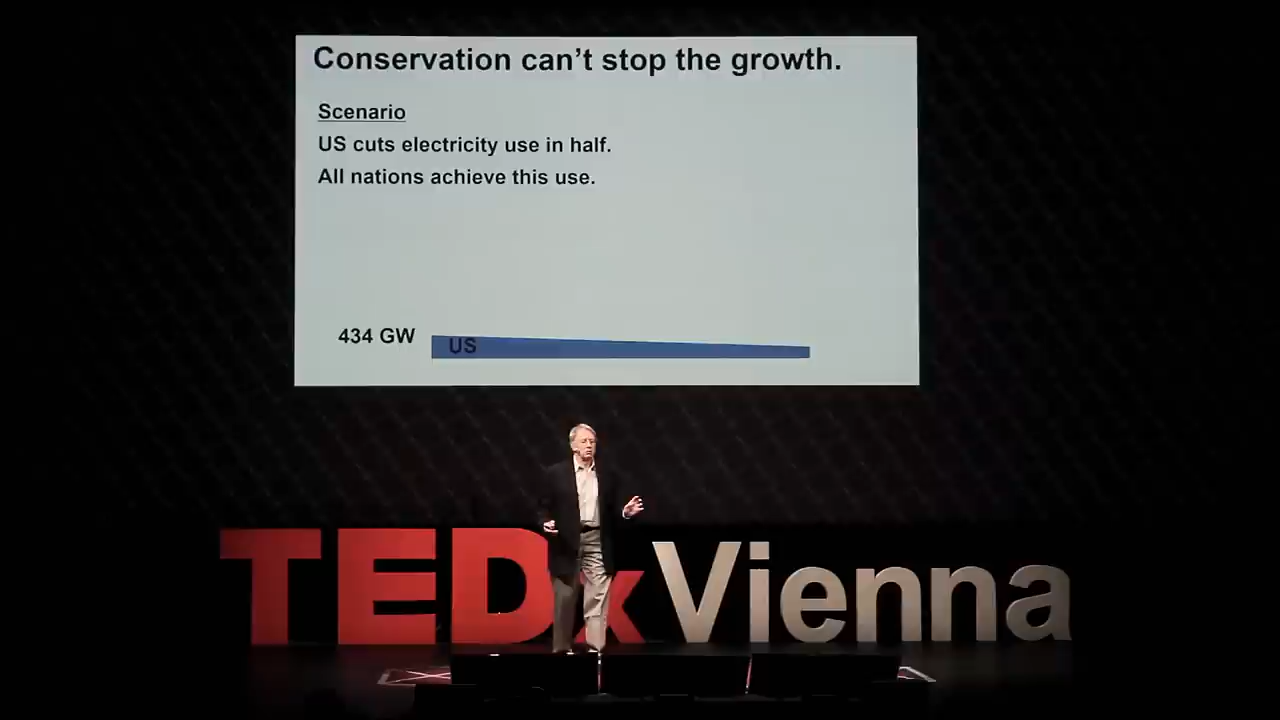 Conservation can’t stop the growth.
Scenario
US cuts electricity use in half.
All nations achieve this use.
434 GW
US
TEDxVienna